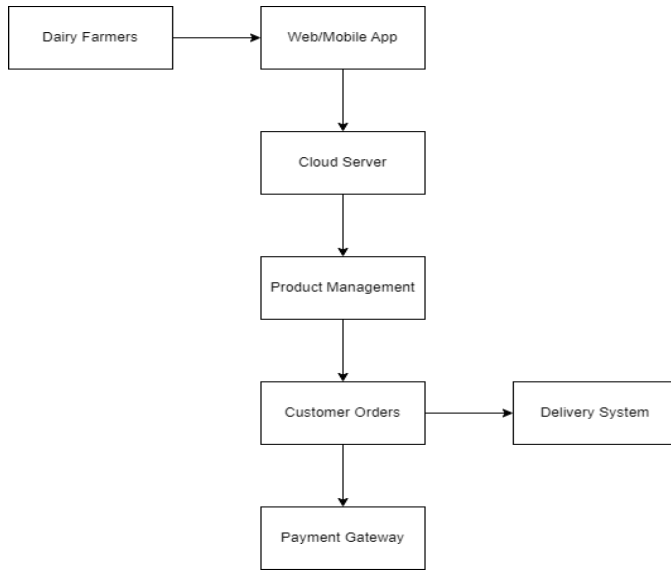 Dairy Farmers
Web/Mobile App
Cloud Server
Product Management
Customer Orders
Delivery System
Payment Gateway